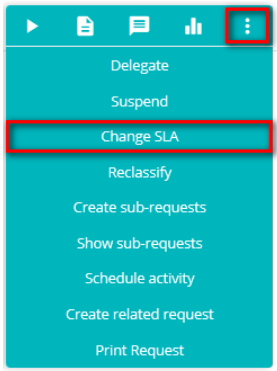 Delegate
Suspend
Change SLA
Reclassify
Create sub-requests
Show sub-requests
Schedule activity
Create related request
Print Request